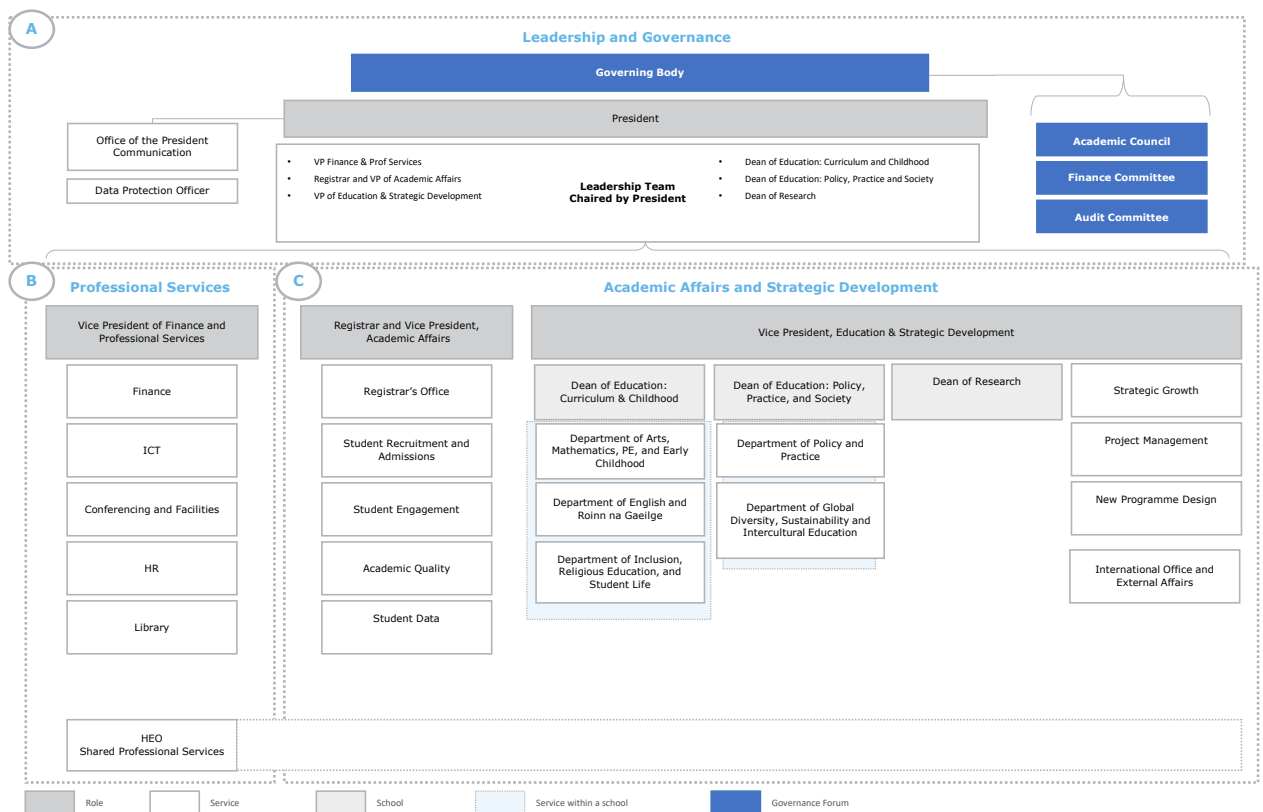 A
Leadership and Governance
Governing Body
President
Office of the President
Communication
Data Protection Officer
• VP Finance & Prof Services
• Registrar and VP of Academic Affairs
• VP of Education & Strategic Development
Leadership Team
Chaired by President
• Dean of Education: Curriculum and Childhood
• Dean of Education: Policy, Practice and Society
• Dean of Research
Academic Council
Finance Committee
Audit Committee
B
Professional Services
Vice President of Finance and
Professional Services
Finance
ICT
Conferencing and Facilities
HR
Library
HEO
Shared Professional Services
C
Academic Affairs and Strategic Development
Registrar and Vice President,
Academic Affairs
Registrar’s Office
Student Recruitment and
Admissions
Student Engagement
Academic Quality
Student Data
Vice President, Education & Strategic Development
Dean of Education:
Curriculum & Childhood
Department of Arts,
Mathematics, PE, and Early
Childhood
Department of English and
Roinn na Gaeilge
Department of Inclusion,
Religious Education, and
Student Life
Dean of Education: Policy,
Practice, and Society
Department of Policy and
Practice
Department of Global
Diversity, Sustainability and
Intercultural Education
Dean of Research
Strategic Growth
Project Management
New Programme Design
International Office and
External Affairs
Role
Service
School
Service within a school
Governance Forum